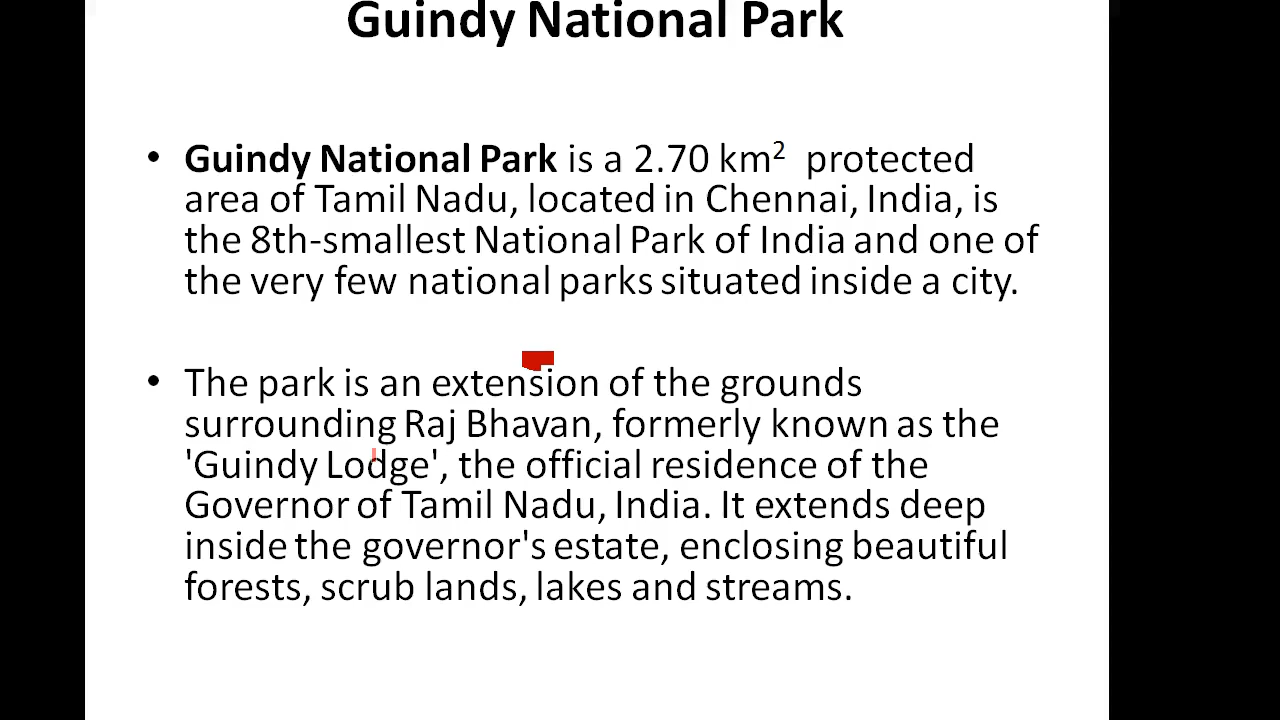 Guindy National Park
• Guindy National Park is a 2.70 km² protected
area of Tamil Nadu, located in Chennai, India, is
the 8th-smallest National Park of India and one of
the very few national parks situated inside a city.
• The park is an extension of the grounds
surrounding Raj Bhavan, formerly known as the
'Guindy Lodge', the official residence of the
Governor of Tamil Nadu, India. It extends deep
inside the governor's estate, enclosing beautiful
forests, scrub lands, lakes and streams.